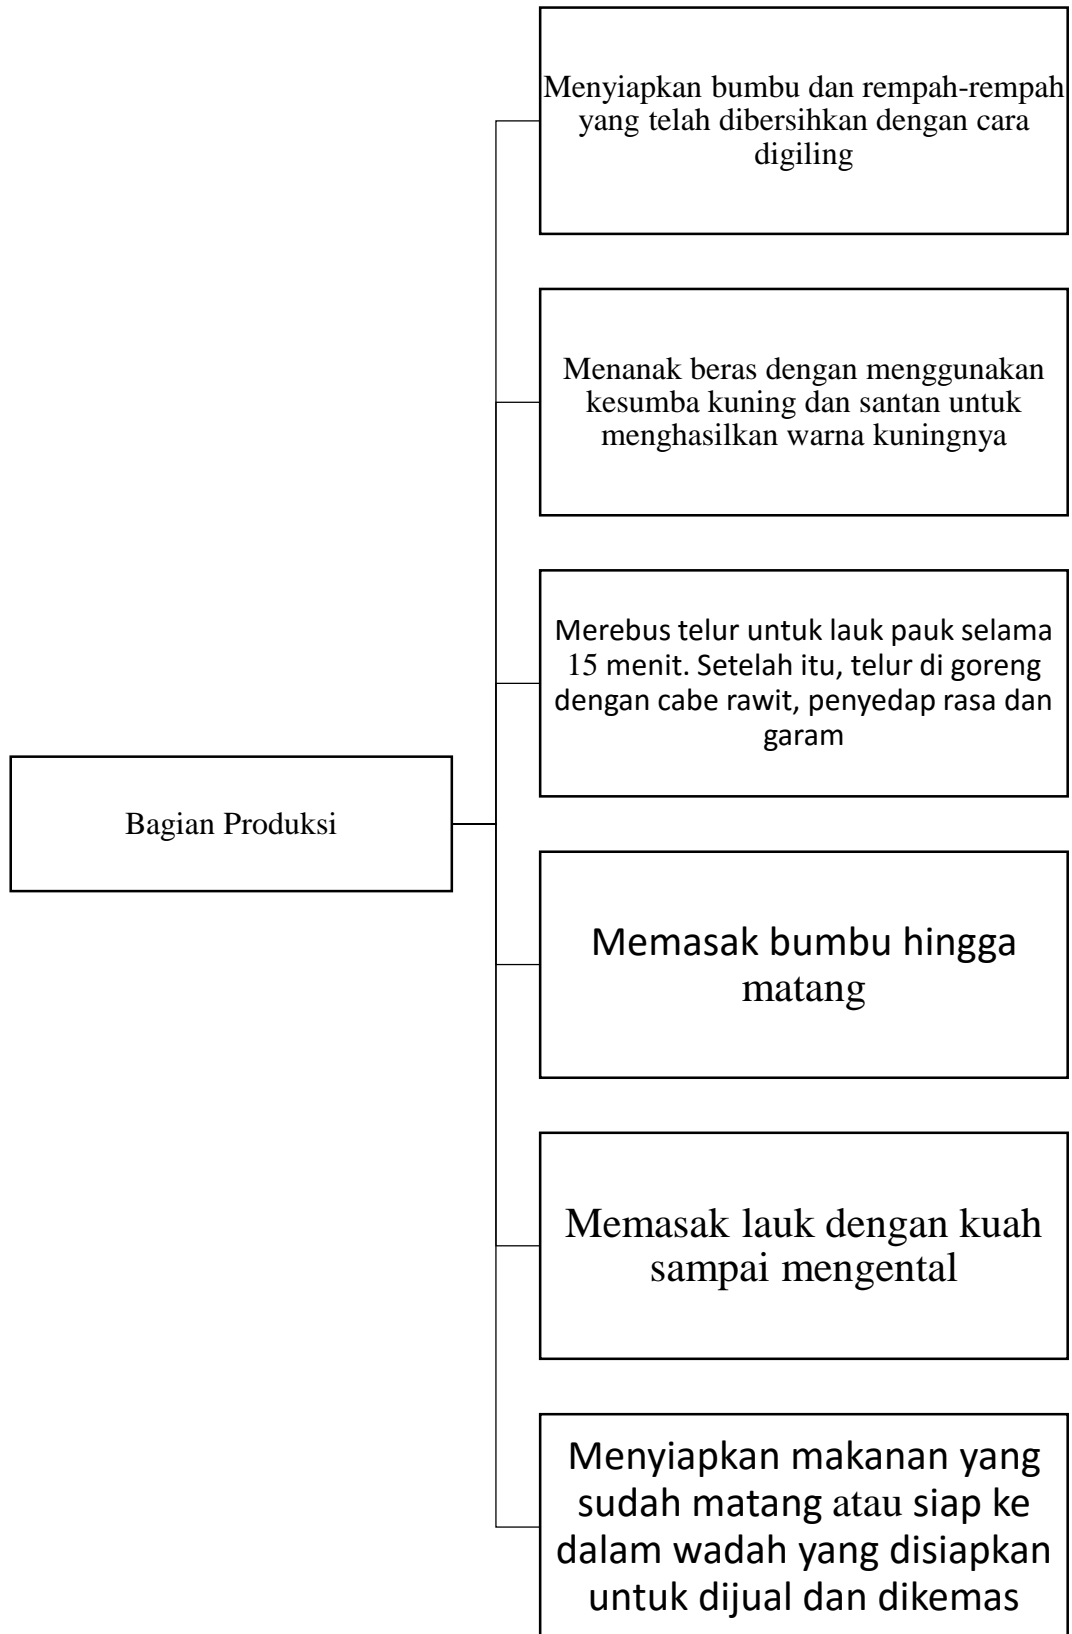 Menyiapkan bumbu dan rempah-rempah
yang telah dibersihkan dengan cara
digiling
Menanak beras dengan menggunakan
kesumba kuning dan santan untuk
menghasilkan warna kuningnya
Merebus telur untuk lauk pauk selama
15 menit. Setelah itu, telur di goreng
dengan cabe rawit, penyedap rasa dan
garam
Bagian Produksi
Memasak bumbu hingga
matang
Memasak lauk dengan kuah
sampai mengental
Menyiapkan makanan yang
sudah matang atau siap ke
dalam wadah yang disiapkan
untuk dijual dan dikemas